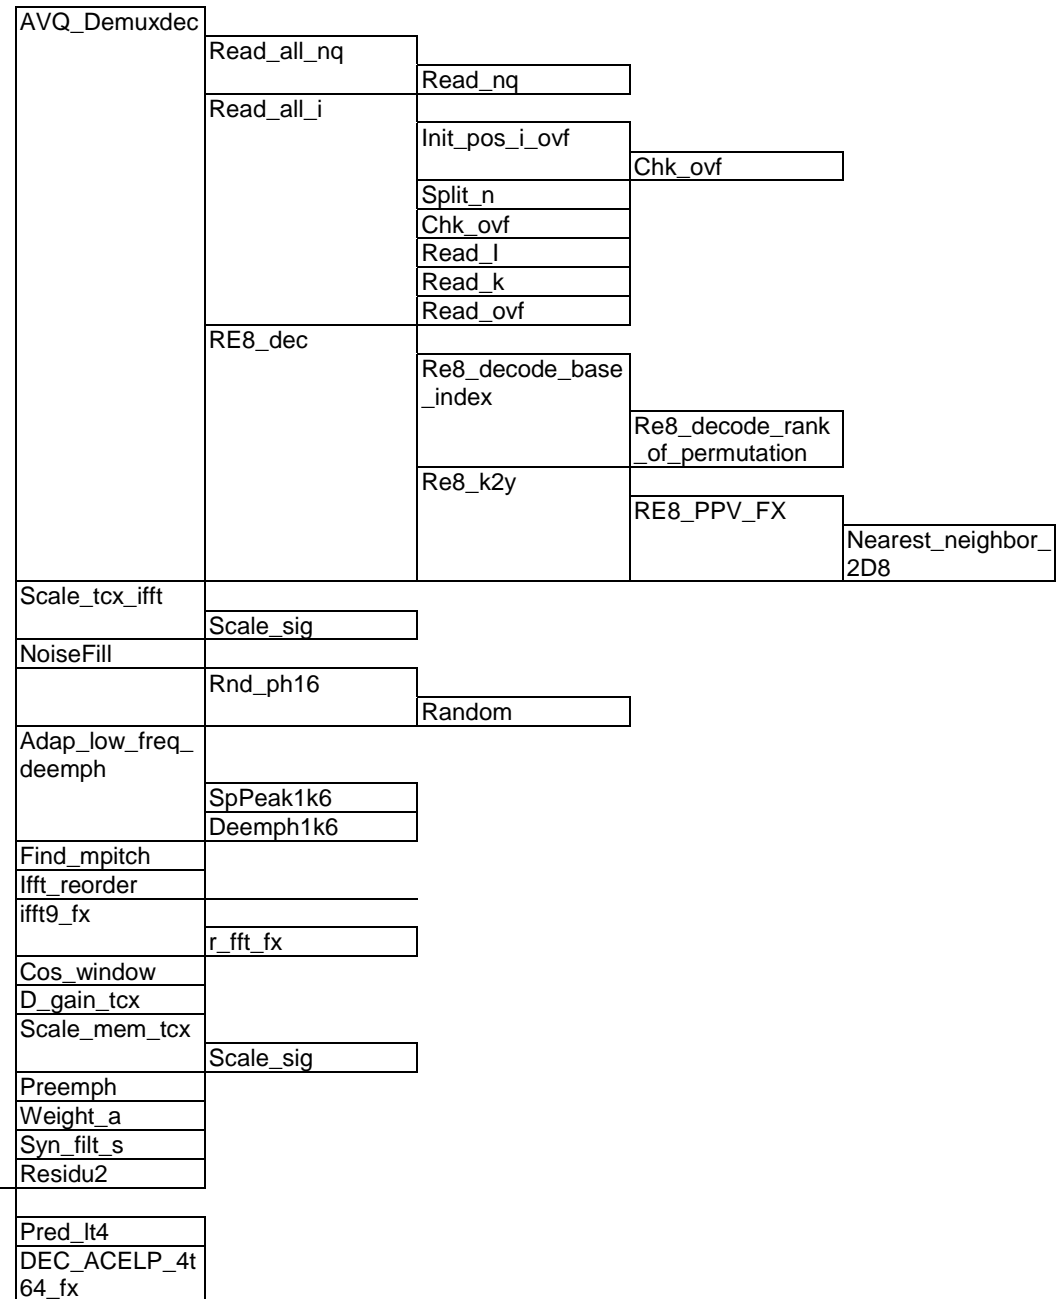 AVQ_Demuxdec
Read_all_nq
Read_nq
Read_all_i
Init_pos_i_ovf
Chk_ovf
Split_n
Chk_ovf
Read_I
Read_k
Read_ovf
RE8_dec
Re8_decode_base
_index
Re8_decode_rank
_of_permutation
Re8_k2y
RE8_PPV_FX
Nearest_neighbor_
2D8
Scale_tcx_ifft
Scale_sig
NoiseFill
Rnd_ph16
Random
Adap_low_freq_
deemph
SpPeak1k6
Deemph1k6
Find_mpitch
Ifft_reorder
ifft9_fx
r_fft_fx
Cos_window
D_gain_tcx
Scale_mem_tcx
Scale_sig
Preemph
Weight_a
Syn_filt_s
Residu2
Pred_lt4
DEC_ACELP_4t
64_fx